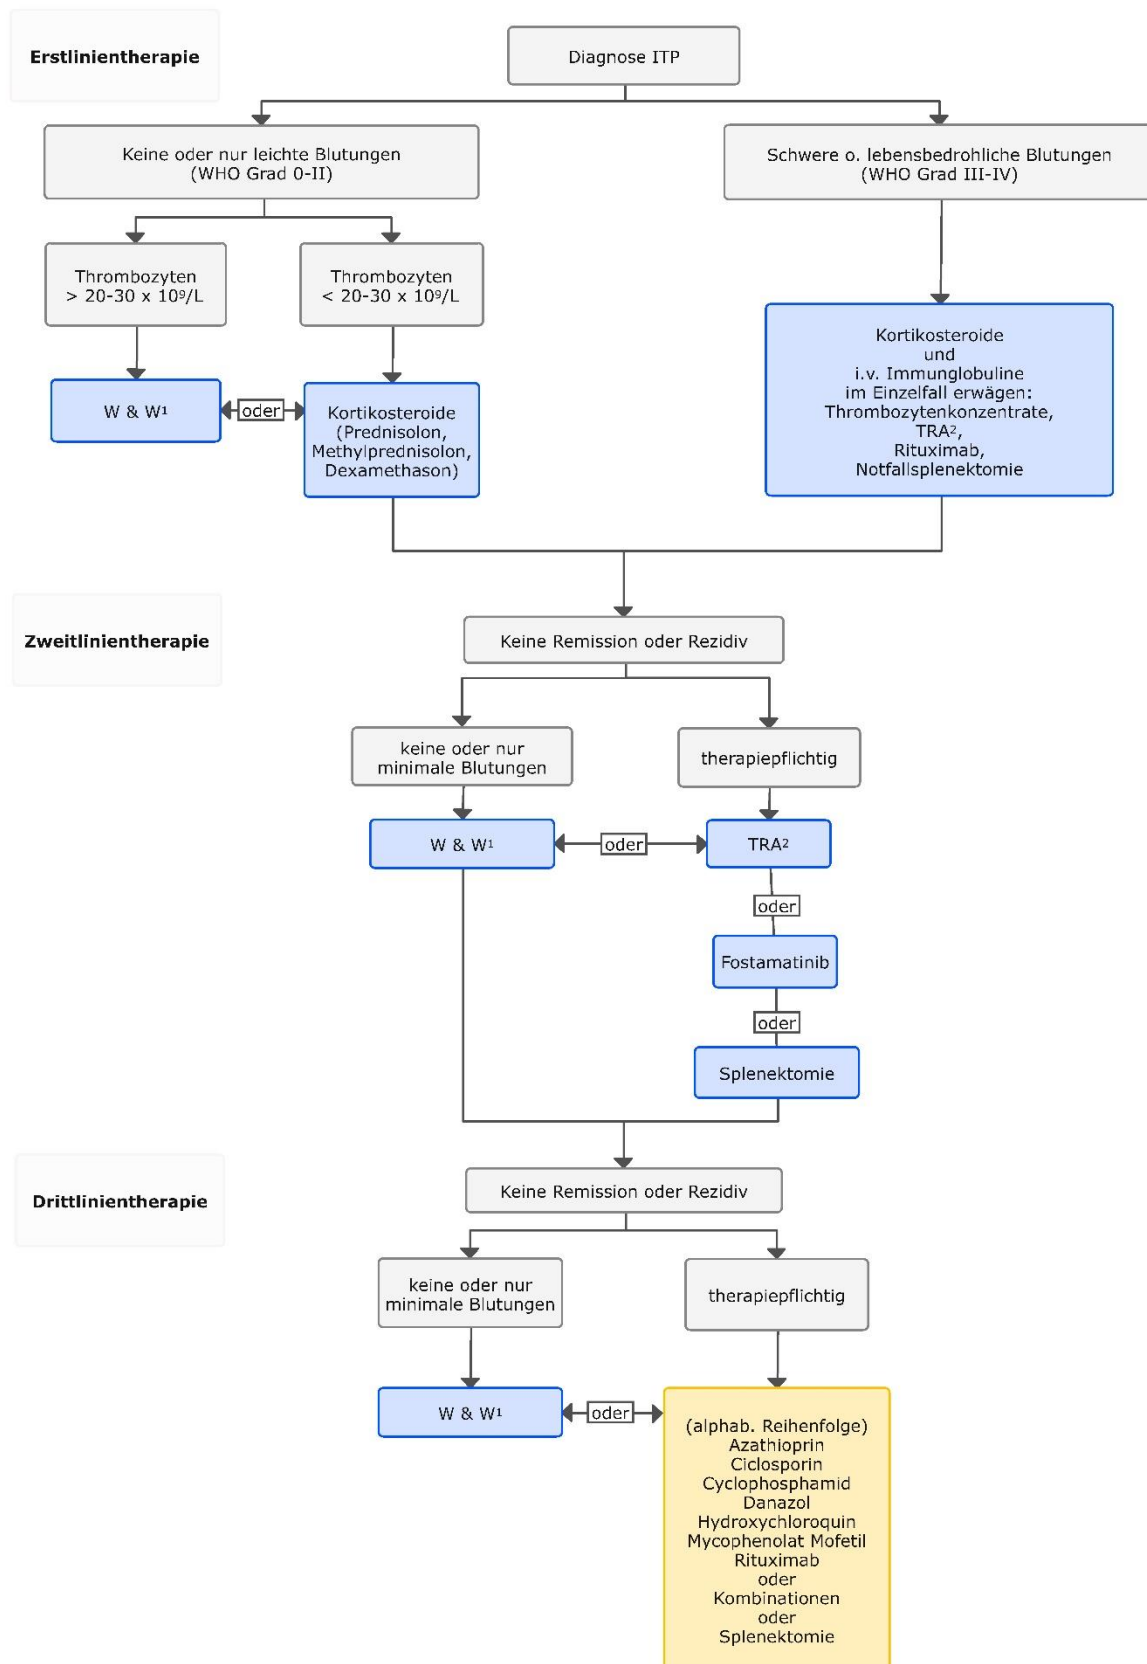 Erstlinientherapie
Diagnose ITP
Keine oder nur leichte Blutungen
(WHO Grad 0-II)
Schwere o. lebensbedrohliche Blutungen
(WHO Grad III-IV)
Thrombozyten
> 20-30 x 10⁹/L
Thrombozyten
< 20-30 x 10⁹/L
W & W¹
oder
Kortikosteroide
(Prednisolon,
Methylprednisolon,
Dexamethason)
Kortikosteroide
und
i.v. Immunglobuline
im Einzelfall erwägen:
Thrombozytenkonzentrate,
TRA²,
Rituximab,
Notfallsplenektomie
Zweitlinientherapie
Keine Remission oder Rezidiv
keine oder nur
minimale Blutungen
therapiepflichtig
W & W¹
oder
TRA²
oder
Fostamatinib
oder
Splenektomie
Drittlinientherapie
Keine Remission oder Rezidiv
keine oder nur
minimale Blutungen
therapiepflichtig
W & W¹
oder
(alphab. Reihenfolge)
Azathioprin
Ciclosporin
Cyclophosphamid
Danazol
Hydroxychloroquin
Mycophenolat Mofetil
Rituximab
oder
Kombinationen
oder
Splenektomie